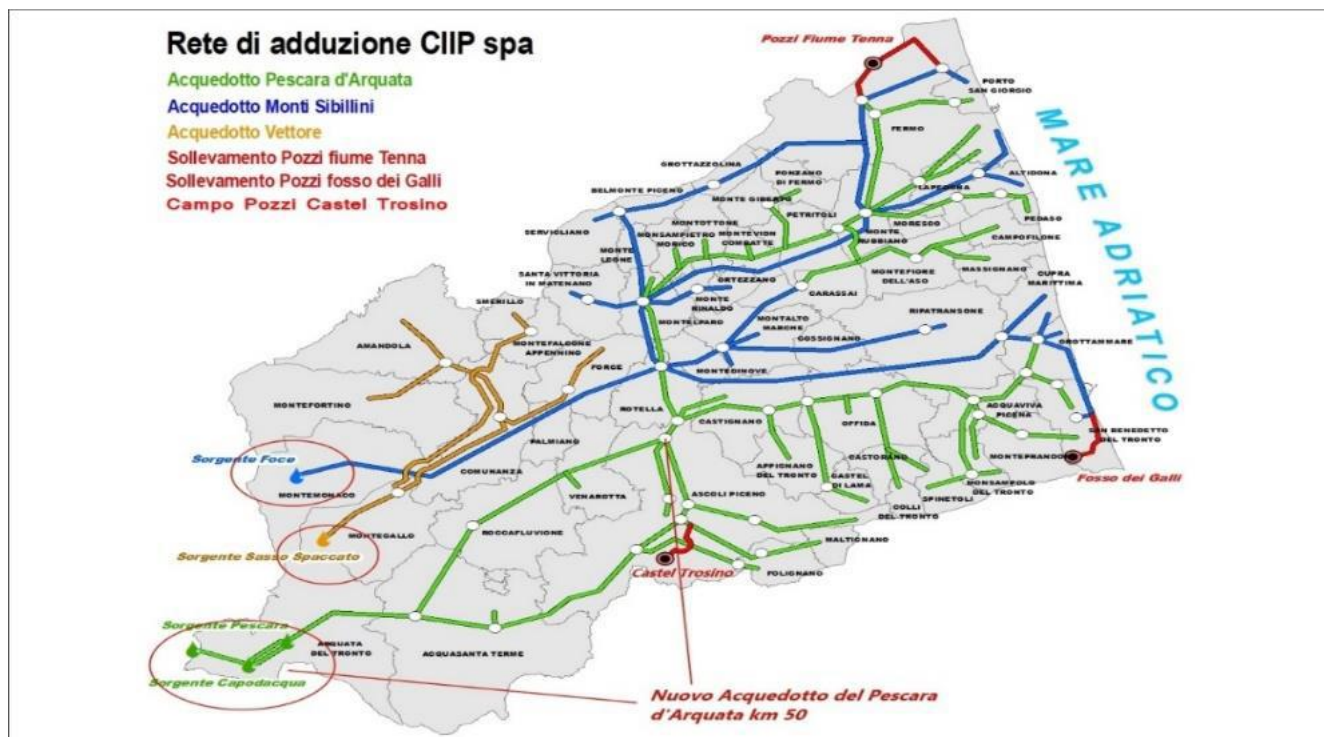 Rete di adduzione CIIP spa
Acquedotto Pescara d'Arquata
Acquedotto Monti Sibillini
Acquedotto Vettore
Sollevamento Pozzi fiume Tenna
Sollevamento Pozzi fosso dei Galli
Campo Pozzi Castel Trosino
Pozzi Fiume Tenna
PORTO
SAN GIORGIO
FERMO
MARE ADRIATICO
GROTTAZZOLINA
PONZANO
DI FERMO
ALTIDONA
LAPEDONA
BELMONTE PICENO
MONTE GIBERTO
PETRITOLI
MORESCO
PEDASO
SERVIGLIANO
MONTOTTONE
MONSAMPIETRO
MORICO
MONTEVION
COMBATTE
MONTE
RUBBIANO
CAMPOFILONE
MONTE
LEONE
MONTEFIORE
DELL'ASO
MASSIGNANO
SANTA VITTORIA
IN MATENANO
ORTEZZANO
MONTE
RINALDO
CARASSAI
CUPRA
MARITTIMA
SMERILLO
MONTELPARO
MONTALTO
MARCHE
RIPATRANSONE
AMANDOLA
MONTEFALCONE
APPENNINO
COSSIGNANO
GROTTAMMARE
FORCE
MONTEDINOVE
MONTEFORTINO
ROTELLA
CASTIGNANO
OFFIDA
ACQUAVIVA
PICENA
SAN BENEDETTO
DEL TRONTO
PALMIANO
Sorgente Foce
COMUNANZA
APPIGNANO
DEL TRONTO
CASTORANO
MONTEPRANDONE
MONTEMONACO
VENAROTTA
ASCOLI PICENO
CASTEL
DI LAMA
MONSAMPOLO
DEL TRONTO
Fosso dei Galli
SPINETOLI
COLLI
DEL TRONTO
Sorgente Sasso Spaccato
MONTEGALLO
ROCCAFLUVIONE
MALTIGNANO
Castel Trosino
FOLIGNANO
Sorgente Pescara
ARQUATA
DEL TRONTO
ACQUASANTA TERME
Sorgente Capodacqua
Nuovo Acquedotto del Pescara
d'Arquata km 50